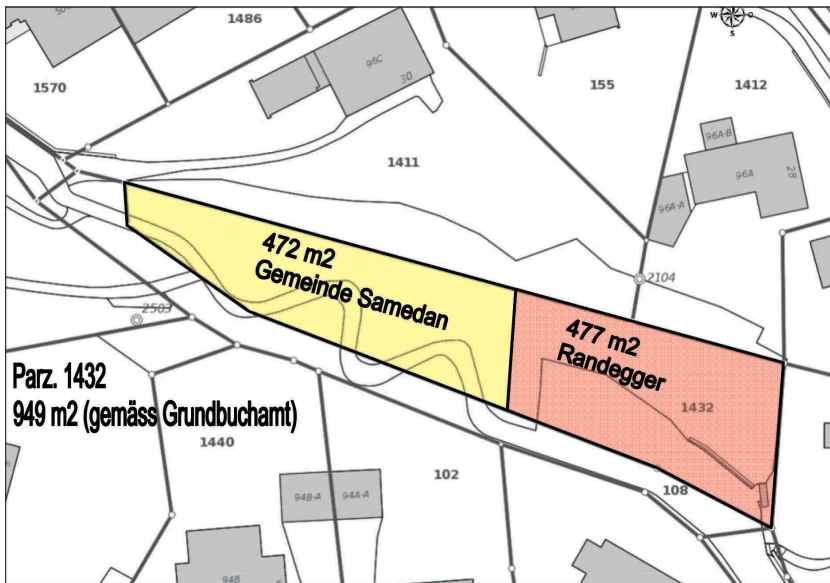 1486
W O
S
1570
96C
30
155
1412
96A-B
96A
28
96A-A
1411
472 m2
Gemeinde Samedan
2104
2503
477 m2
Randegger
Parz. 1432
949 m2 (gemäss Grundbuchamt)
1432
1440
102
108
94B-A
94A-A
94B